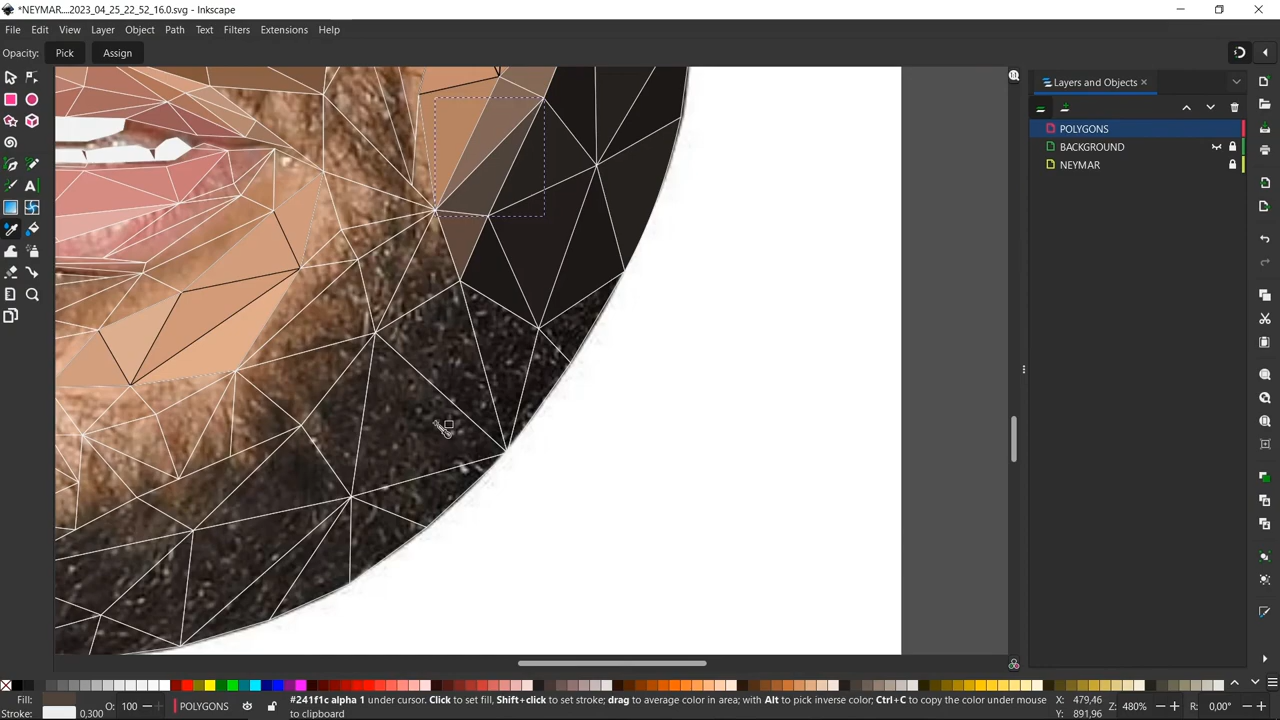 *NEYMAR....2023_04_25_22_52_16.0.svg - Inkscape
File Edit View Layer Object Path Text Filters Extensions Help
Opacity: Pick Assign
Layers and Objects
POLYGONS
BACKGROUND
NEYMAR
Fill:
Stroke: 0,300
O: 100
POLYGONS
#241f1c alpha 1 under cursor. Click to set fill, Shift+click to set stroke; drag to average color in area; with Alt to pick inverse color; Ctrl+C to copy the color under mouse
to clipboard
X: 479,46
Y: 891,96
Z: 480%
R: 0,00°